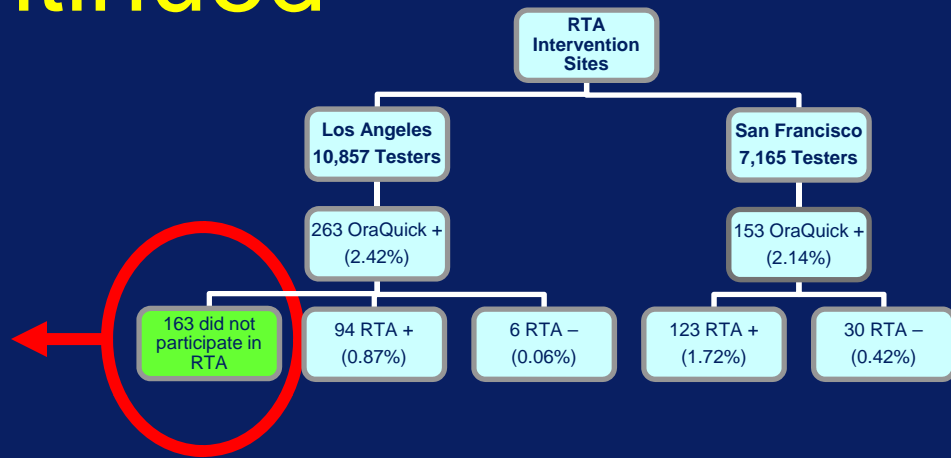 RTA
Intervention
Sites
Los Angeles
10,857 Testers
San Francisco
7,165 Testers
263 OraQuick +
(2.42%)
153 OraQuick +
(2.14%)
163 did not
participate in
RTA
94 RTA +
(0.87%)
6 RTA –
(0.06%)
123 RTA +
(1.72%)
30 RTA –
(0.42%)